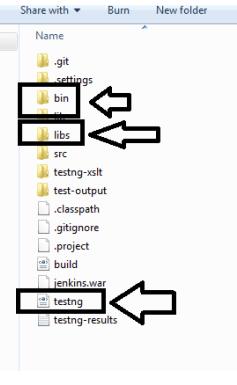 Share with
Burn
New folder
Name
.git
.settings
bin
libs
src
testng-xslt
test-output
.classpath
.gitignore
.project
build
jenkins.war
testng
testng-results